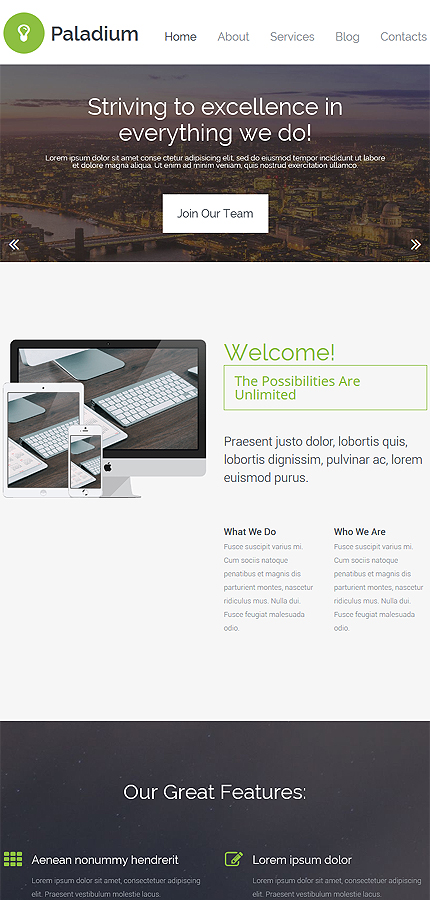 Paladium
Home About Services Blog Contacts
Striving to excellence in
everything we do!
Lorem ipsum dolor sit amet conse ctetur adipisicing elit, sed do eiusmod tempor incididunt ut labore
et dolore magna aliqua. Ut enim ad minim veniam, quis nostrud exercitation ullamco.
Join Our Team
Welcome!
The Possibilities Are
Unlimited
Praesent justo dolor, lobortis quis,
lobortis dignissim, pulvinar ac, lorem
euismod purus.
What We Do
Fusce suscipit varius mi.
Cum sociis natoque
penatibus et magnis dis
parturient montes, nascetur
ridiculus mus. Nulla dui.
Fusce feugiat malesuada
odio.
Who We Are
Fusce suscipit varius mi.
Cum sociis natoque
penatibus et magnis dis
parturient montes, nascetur
ridiculus mus. Nulla dui.
Fusce feugiat malesuada
odio.
Our Great Features:
Aenean nonummy hendrerit
Lorem ipsum dolor sit amet, consectetuer adipiscing
elit. Praesent vestibulum molestie lacus.
Lorem ipsum dolor
Lorem ipsum dolor sit amet, consectetuer adipiscing
elit. Praesent vestibulum molestie lacus.